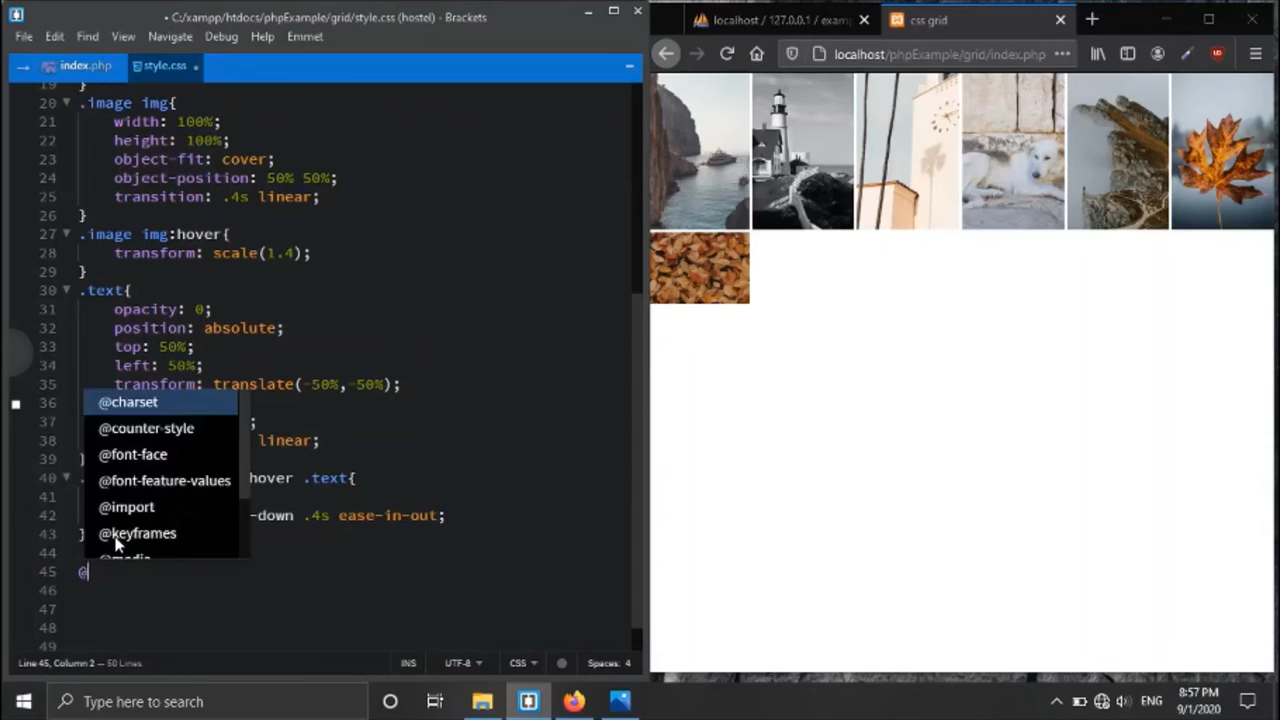 • C:/xampp/htdocs/phpExample/grid/style.css (hostel) - Brackets
File Edit Find View Navigate Debug Help Emmet
index.php style.css •
19 }
20 .image img{
21 width: 100%;
22 height: 100%;
23 object-fit: cover;
24 object-position: 50% 50%;
25 transition: .4s linear;
26 }
27 .image img:hover{
28 transform: scale(1.4);
29 }
30 .text{
31 opacity: 0;
32 position: absolute;
33 top: 50%;
34 left: 50%;
35 transform: translate(-50%,-50%);
36
37 ;
38 linear;
39 }
40 . hover .text{
41
42 -down .4s ease-in-out;
43 }
44
45 @
46
47
48
49
@charset
@counter-style
@font-face
@font-feature-values
@import
@keyframes
@media
Line 45, Column 2 — 50 Lines
INS UTF-8 CSS Spaces: 4
localhost / 127.0.0.1 / examp
css grid
localhost/phpExample/grid/index.php
Type here to search
ENG
8:57 PM
9/1/2020